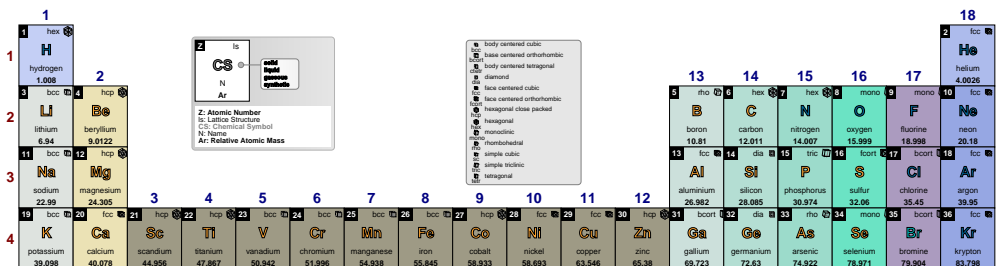 1
18
1 hex
2 fcc
H
He
hydrogen
helium
1.008
4.0026
1
Z
ls
CS
N
Ar
solid
liquid
gaseous
synthetic
Z: Atomic Number
ls: Lattice Structure
CS: Chemical Symbol
N: Name
Ar: Relative Atomic Mass
body centered cubic
bcc
base centered orthorhombic
bcort
body centered tetragonal
diamond
dia
face centered cubic
fcc
face centered orthorhombic
fcort
hexagonal close packed
hcp
hexagonal
hex
monoclinic
mono
rhombohedral
rho
simple cubic
sc
simple triclinic
tric
tetragonal
tetr
2
13 14 15 16 17
3 bcc 4 hcp 5 rho 6 hex 7 hex 8 mono 9 mono 10 fcc
Li Be B C N O F Ne
lithium beryllium boron carbon nitrogen oxygen fluorine neon
6.94 9.0122 10.81 12.011 14.007 15.999 18.998 20.18
2
11 bcc 12 hcp 13 fcc 14 dia 15 tric 16 fcort 17 bcort 18 fcc
Na Mg Al Si P S Cl Ar
sodium magnesium aluminium silicon phosphorus sulfur chlorine argon
22.99 24.305 26.982 28.085 30.974 32.06 35.45 39.95
3
3 4 5 6 7 8 9 10 11 12
19 bcc 20 fcc 21 hcp 22 hcp 23 bcc 24 bcc 25 bcc 26 bcc 27 hcp 28 fcc 29 fcc 30 hcp 31 bcort 32 dia 33 rho 34 mono 35 bcort 36 fcc
K Ca Sc Ti V Cr Mn Fe Co Ni Cu Zn Ga Ge As Se Br Kr
potassium calcium scandium titanium vanadium chromium manganese iron cobalt nickel copper zinc gallium germanium arsenic selenium bromine krypton
39.098 40.078 44.956 47.867 50.942 51.996 54.938 55.845 58.933 58.693 63.546 65.38 69.723 72.63 74.922 78.971 79.904 83.798
4